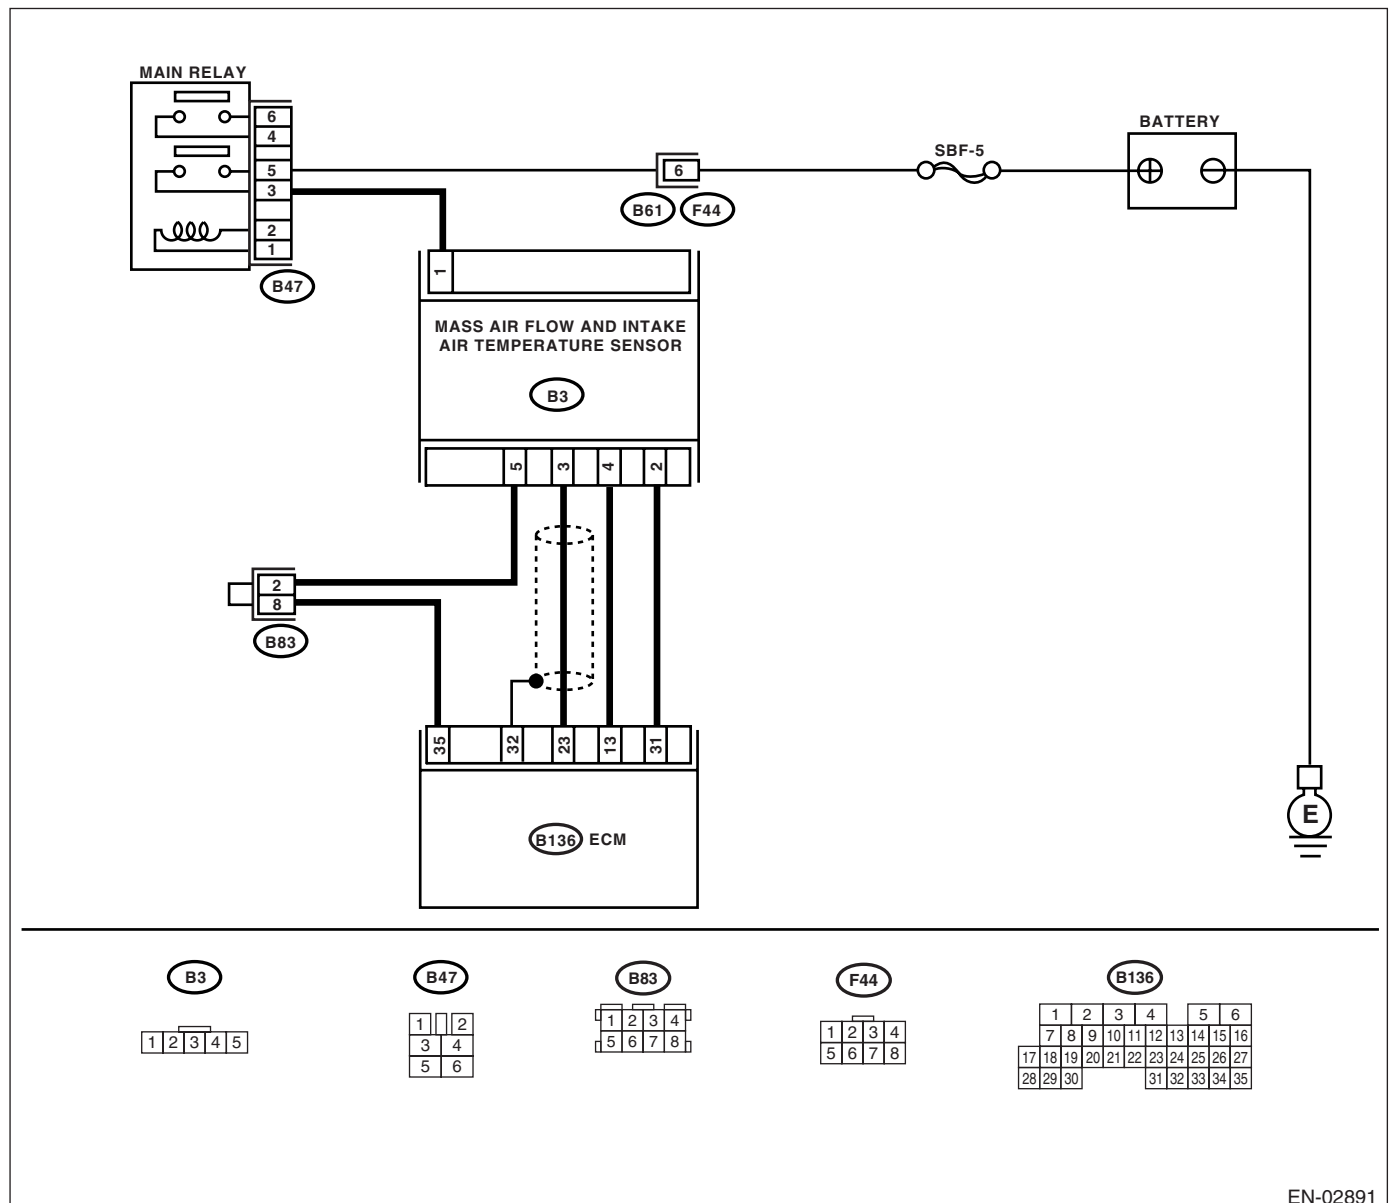 MAIN RELAY
6
4
5
3
2
1
B47
6
B61 F44
SBF-5
BATTERY
1
MASS AIR FLOW AND INTAKE
AIR TEMPERATURE SENSOR
B3
5 3 4 2
2
8
B83
35 32 23 13 31
B136 ECM
E
B3
1 2 3 4 5
B47
1 2
3 4
5 6
B83
1 2 3 4
5 6 7 8
F44
1 2 3 4
5 6 7 8
B136
1 2 3 4 5 6
7 8 9 10 11 12 13 14 15 16
17 18 19 20 21 22 23 24 25 26 27
28 29 30 31 32 33 34 35
EN-02891